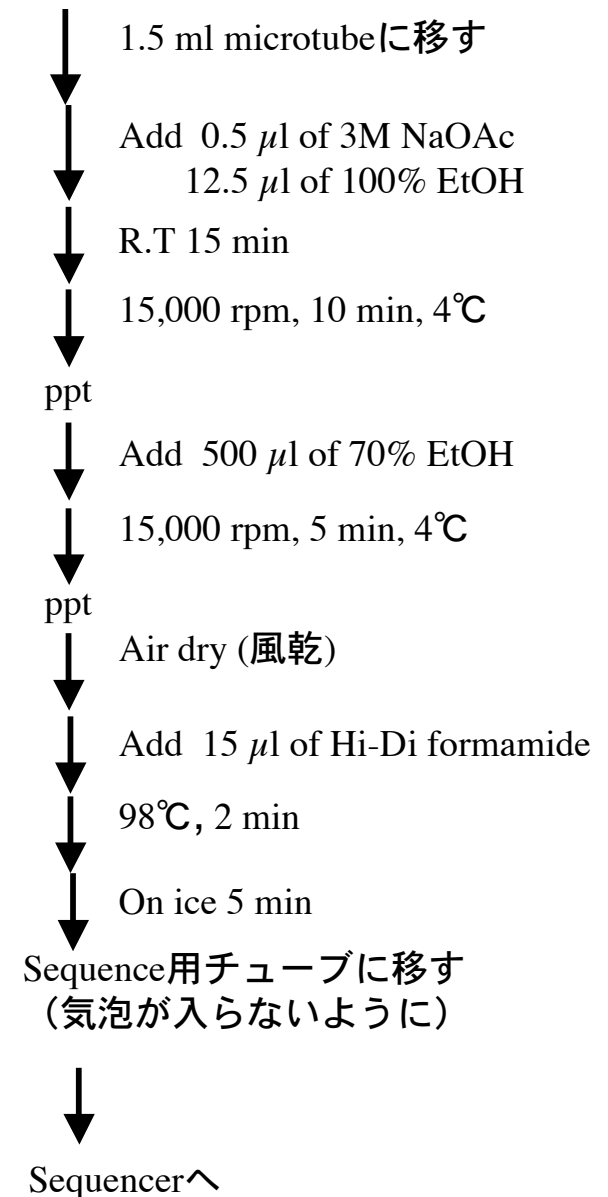 1.5 ml microtubeに移す
Add 0.5 µl of 3M NaOAc
12.5 µl of 100% EtOH
R.T 15 min
15,000 rpm, 10 min, 4℃
ppt
Add 500 µl of 70% EtOH
15,000 rpm, 5 min, 4℃
ppt
Air dry (風乾)
Add 15 µl of Hi-Di formamide
98℃, 2 min
On ice 5 min
Sequence用チューブに移す
（気泡が入らないように）
Sequencerへ